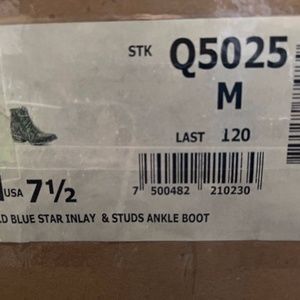 STK Q5025
M
LAST 120
USA 7½
7 500482 210230
D BLUE STAR INLAY & STUDS ANKLE BOOT